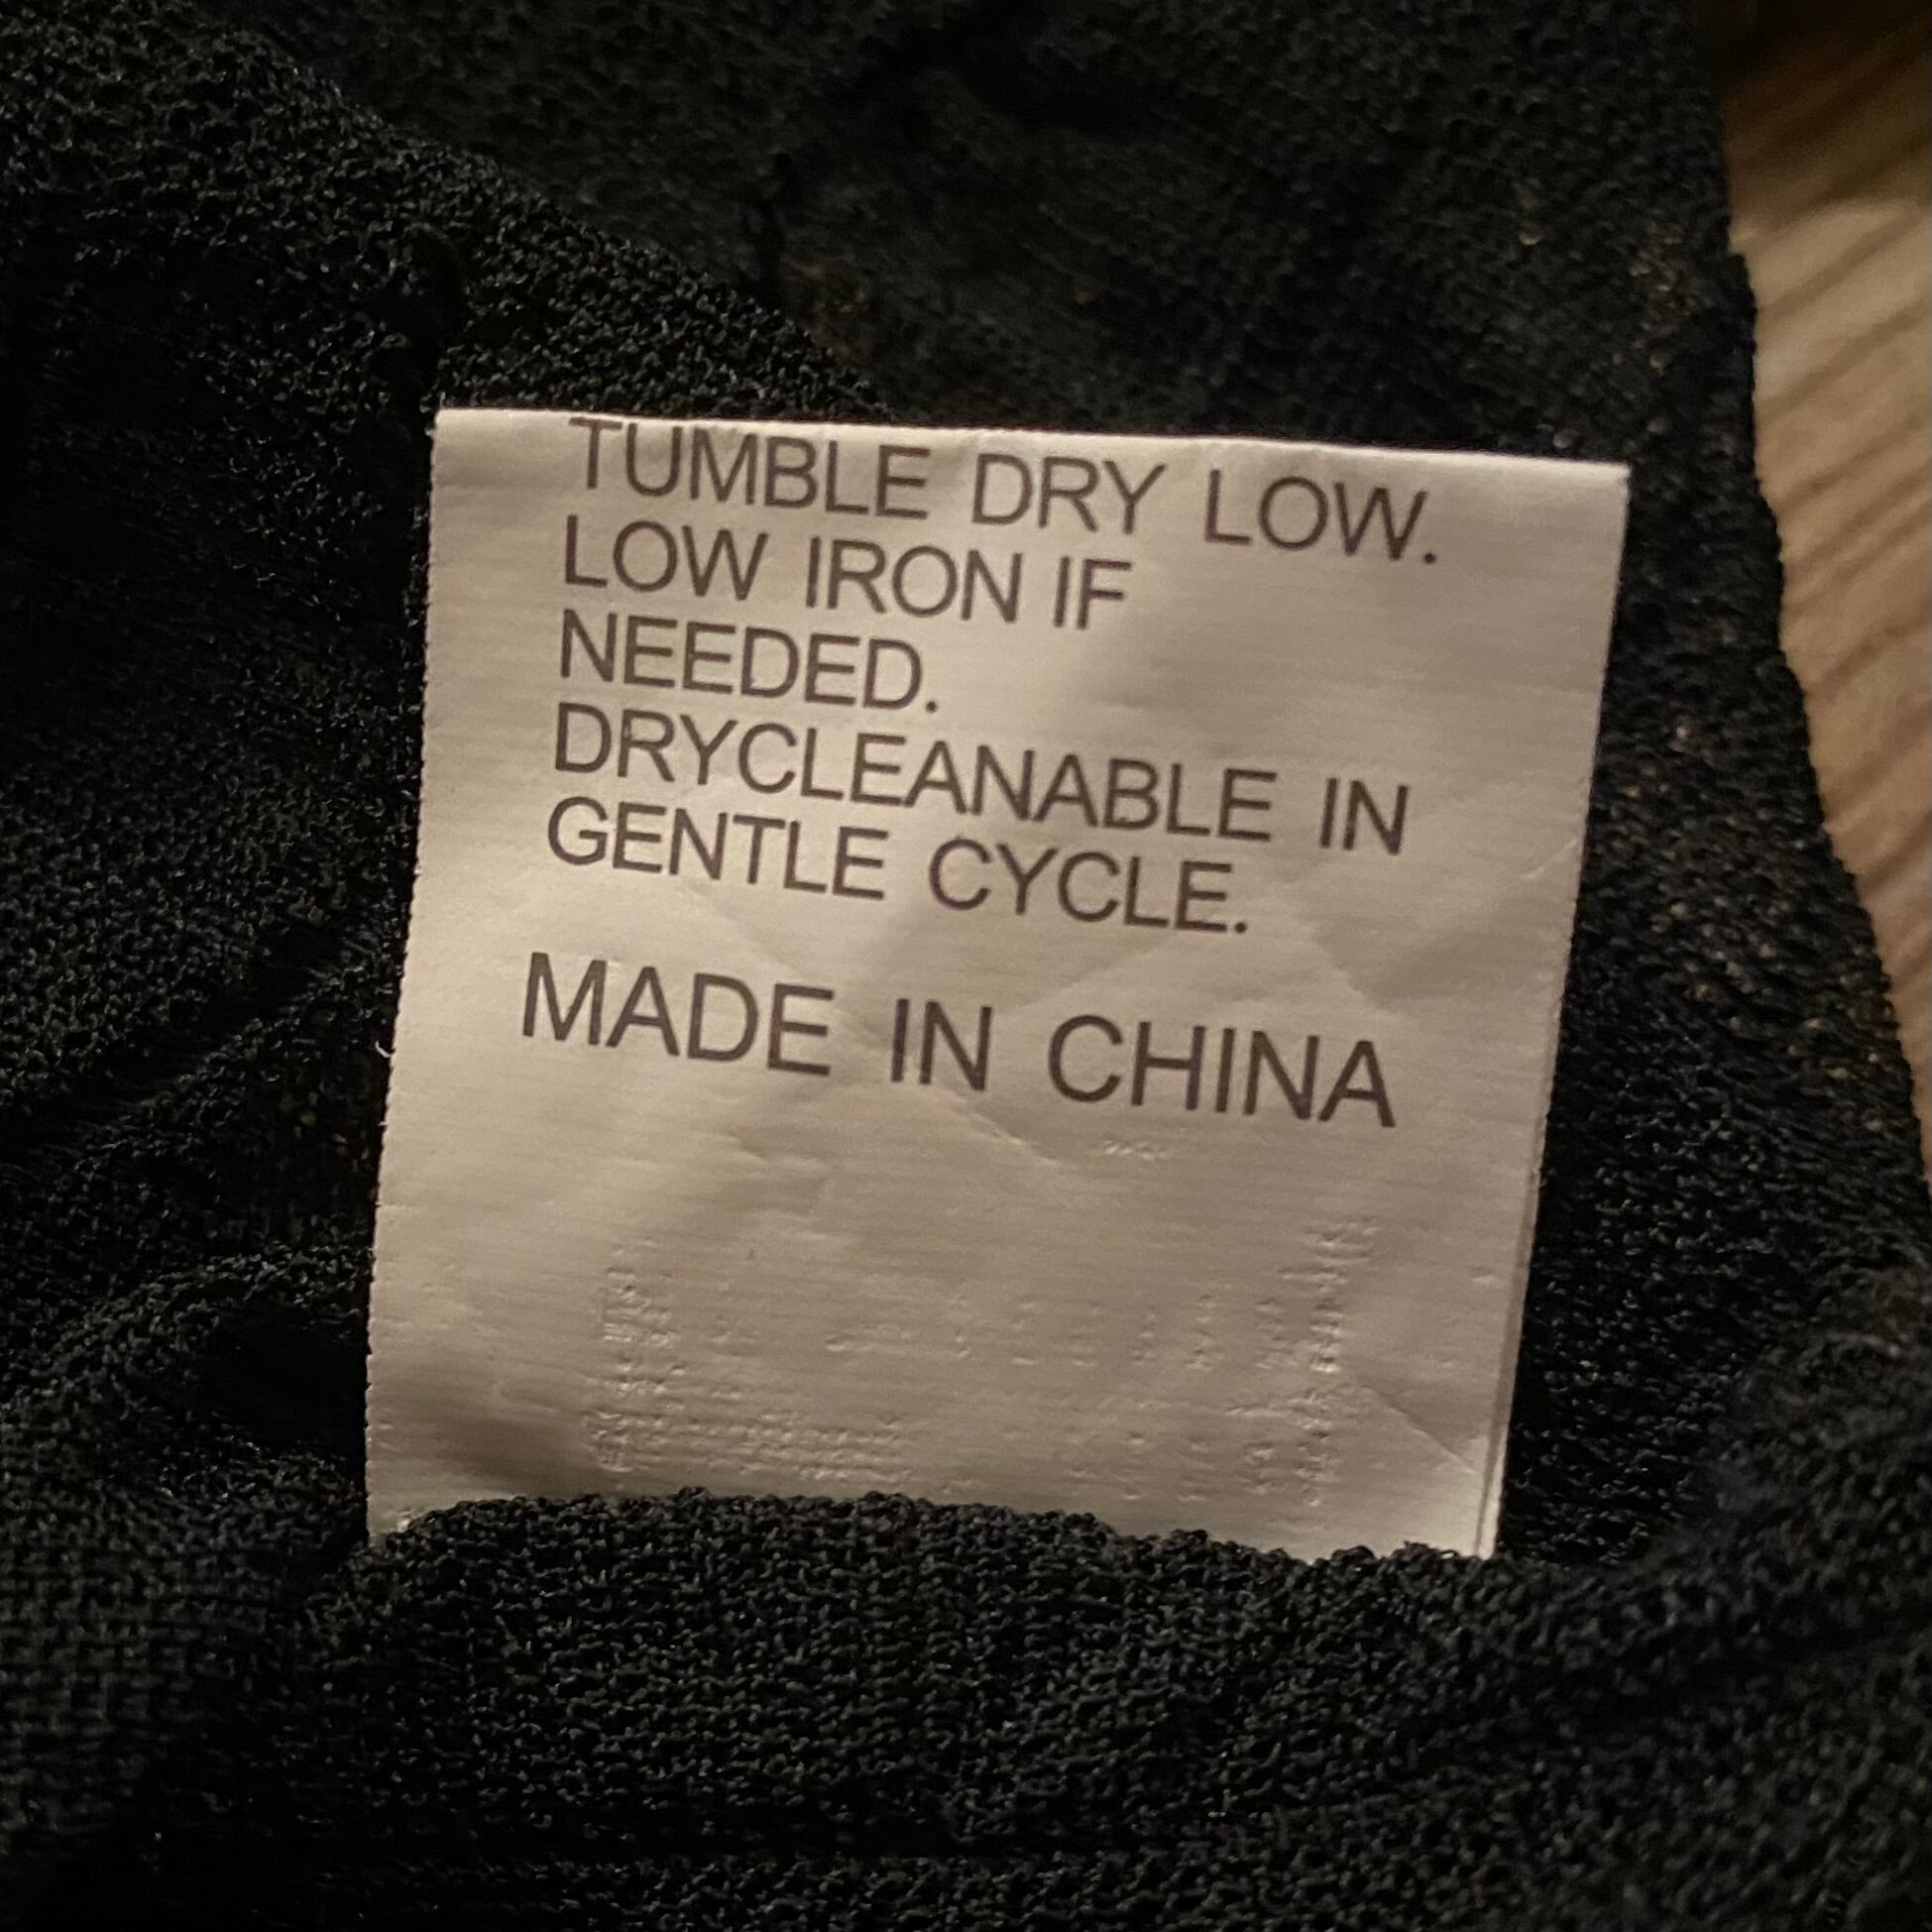 TUMBLE DRY LOW.
LOW IRON IF
NEEDED.
DRYCLEANABLE IN
GENTLE CYCLE.
MADE IN CHINA